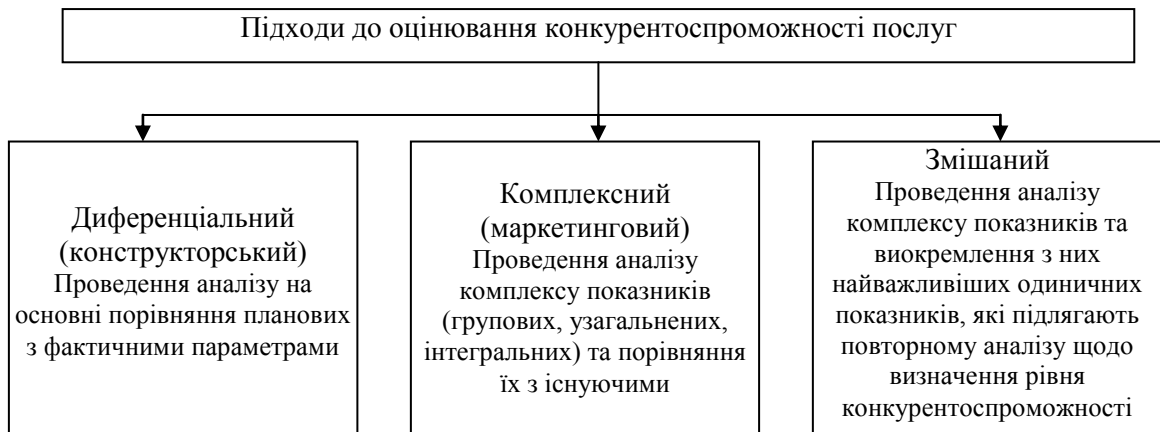 Підходи до оцінювання конкурентоспроможності послуг
Диференціальний
(конструкторський)
Проведення аналізу на
основні порівняння планових
з фактичними параметрами
Комплексний
(маркетинговий)
Проведення аналізу
комплексу показників
(групових, узагальнених,
інтегральних) та порівняння
їх з існуючими
Змішаний
Проведення аналізу
комплексу показників та
виокремлення з них
найважливіших одиничних
показників, які підлягають
повторному аналізу щодо
визначення рівня
конкурентоспроможності